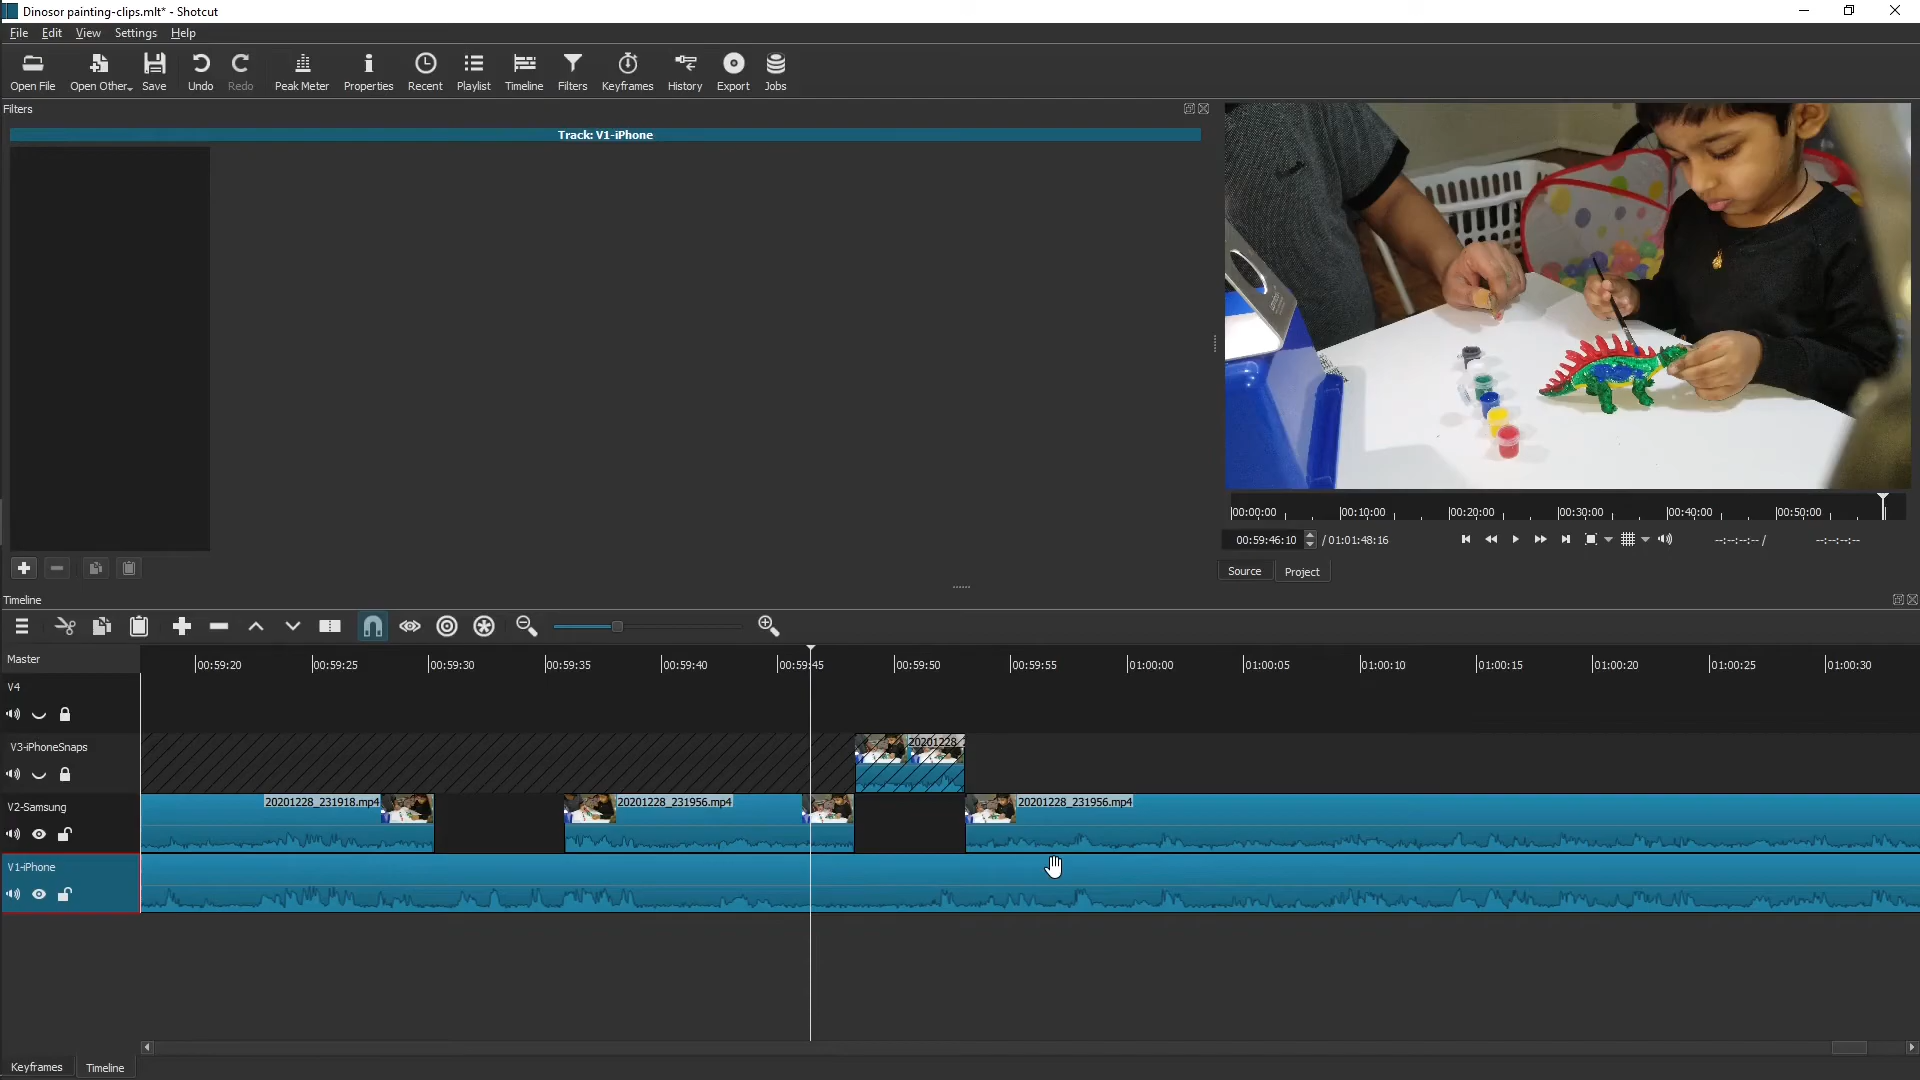 Dinosor painting-clips.mlt* - Shotcut
File Edit View Settings Help
Open File Open Other Save Undo Redo Peak Meter Properties Recent Playlist Timeline Filters Keyframes History Export Jobs
Filters
Track: V1-iPhone
00:00:00 00:10:00 00:20:00 00:30:00 00:40:00 00:50:00
00:59:46:10 / 01:01:48:16 --:--:--:-- / --:--:--:--
Source Project
Timeline
Master 00:59:20 00:59:25 00:59:30 00:59:35 00:59:40 00:59:45 00:59:50 00:59:55 01:00:00 01:00:05 01:00:10 01:00:15 01:00:20 01:00:25 01:00:30
V4
V3-iPhoneSnaps 20201228_
V2-Samsung 20201228_231918.mp4 20201228_231956.mp4 20201228_231956.mp4
V1-iPhone
Keyframes Timeline